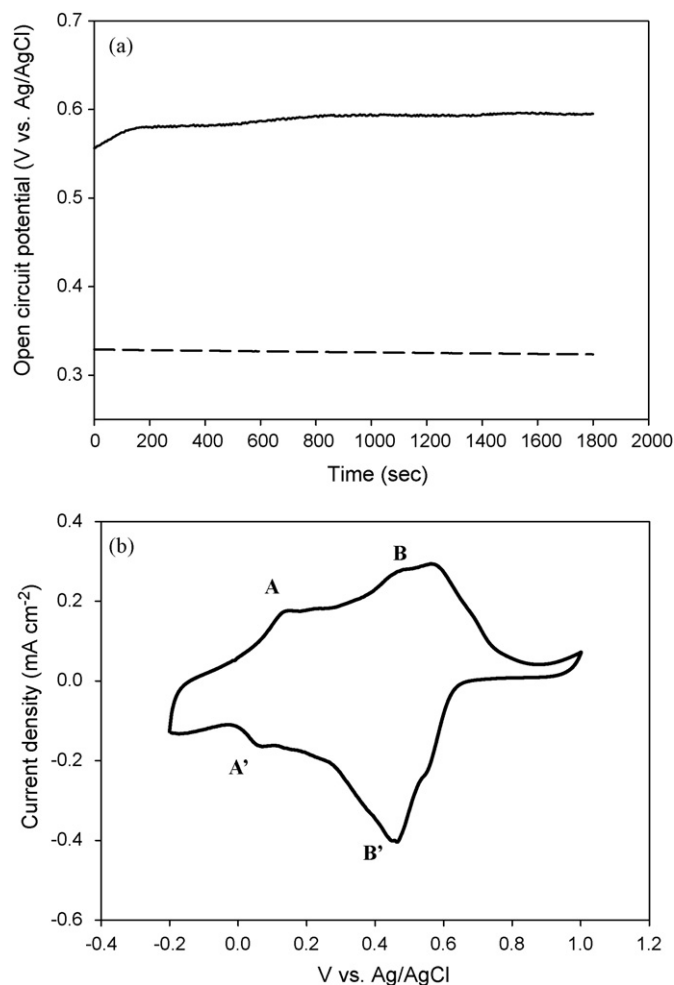 (a)
Open circuit potential (V vs. Ag/AgCl)
0.7
0.6
0.5
0.4
0.3
0 200 400 600 800 1000 1200 1400 1600 1800 2000
Time (sec)
(b)
Current density (mA cm-2)
0.4
0.2
0.0
-0.2
-0.4
-0.6
A
B
A’
B’
-0.4 -0.2 0.0 0.2 0.4 0.6 0.8 1.0 1.2
V vs. Ag/AgCl